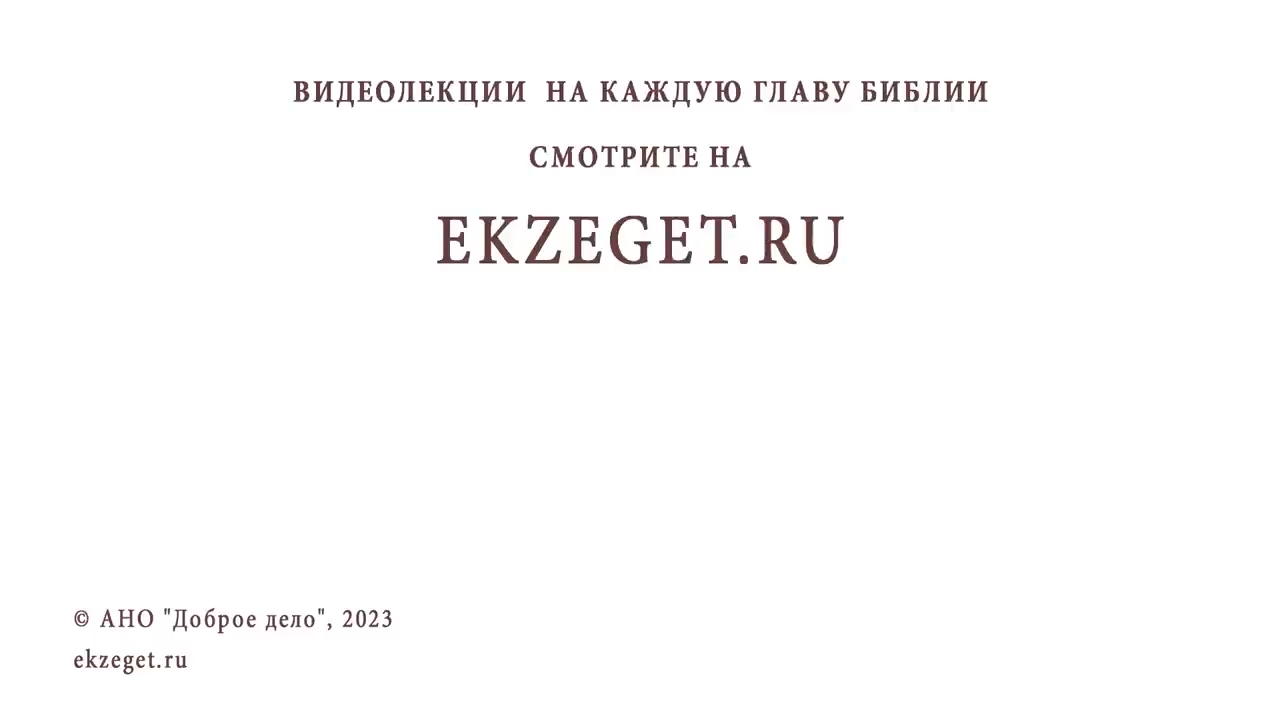 ВИДЕОЛЕКЦИИ НА КАЖДУЮ ГЛАВУ БИБЛИИ
СМОТРИТЕ НА
EKZEGET.RU
© АНО "Доброе дело", 2023
ekzeget.ru